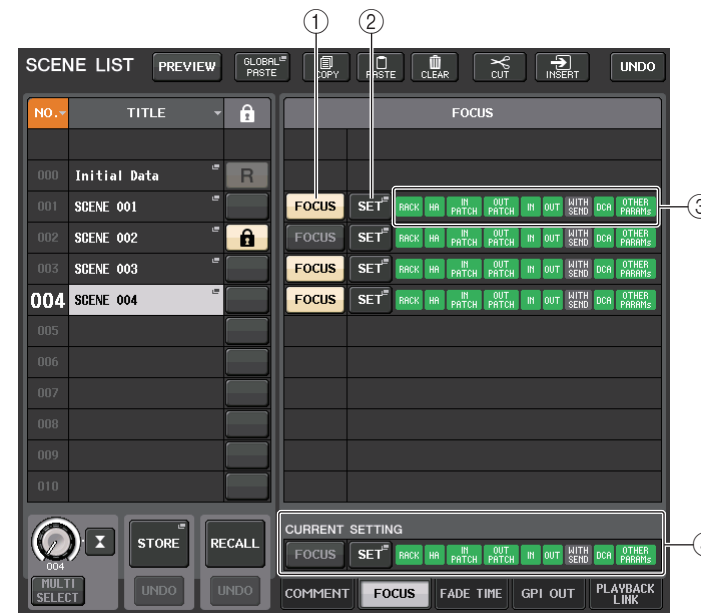 ① ②
SCENE LIST PREVIEW GLOBAL PASTE COPY PASTE CLEAR CUT INSERT UNDO
NO. TITLE FOCUS
000 Initial Data R
001 SCENE 001 FOCUS SET RACK HA IN PATCH OUT PATCH IN OUT WITH SEND DCA OTHER PARAMs
002 SCENE 002 FOCUS SET RACK HA IN PATCH OUT PATCH IN OUT WITH SEND DCA OTHER PARAMs
003 SCENE 003 FOCUS SET RACK HA IN PATCH OUT PATCH IN OUT WITH SEND DCA OTHER PARAMs
004 SCENE 004 FOCUS SET RACK HA IN PATCH OUT PATCH IN OUT WITH SEND DCA OTHER PARAMs
005
006
007
008
009
010
CURRENT SETTING
STORE RECALL FOCUS SET RACK HA IN PATCH OUT PATCH IN OUT WITH SEND DCA OTHER PARAMs
004
MULTI SELECT UNDO UNDO COMMENT FOCUS FADE TIME GPI OUT PLAYBACK LINK